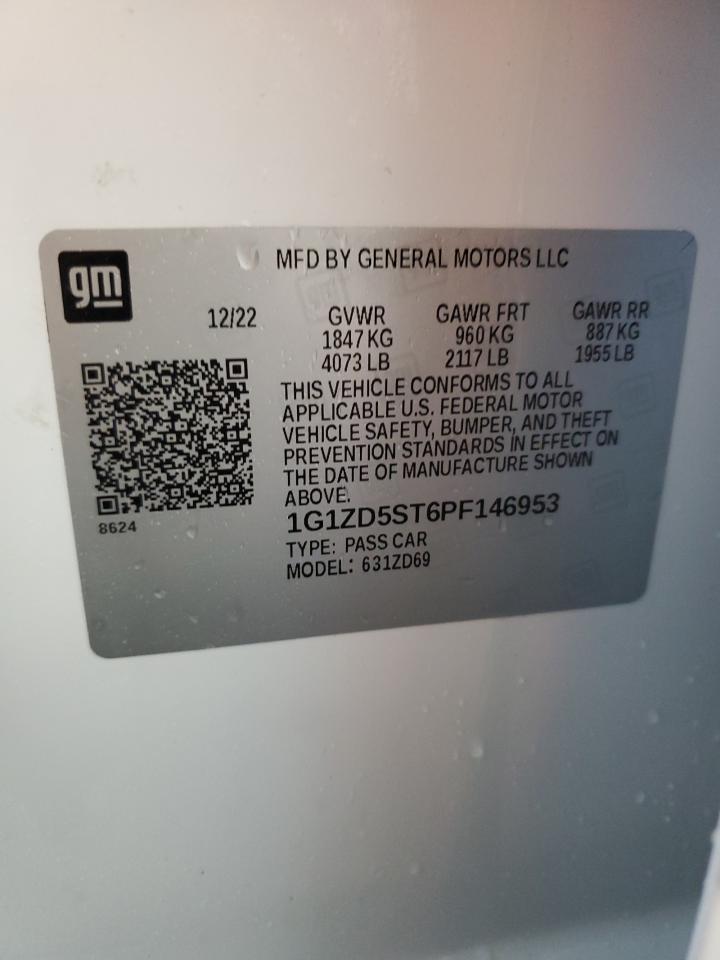 gm
MFD BY GENERAL MOTORS LLC
12/22 GVWR GAWR FRT GAWR RR
1847 KG 960 KG 887 KG
4073 LB 2117 LB 1955 LB
THIS VEHICLE CONFORMS TO ALL
APPLICABLE U.S. FEDERAL MOTOR
VEHICLE SAFETY, BUMPER, AND THEFT
PREVENTION STANDARDS IN EFFECT ON
THE DATE OF MANUFACTURE SHOWN
ABOVE.
8624
1G1ZD5ST6PF146953
TYPE: PASS CAR
MODEL: 631ZD69